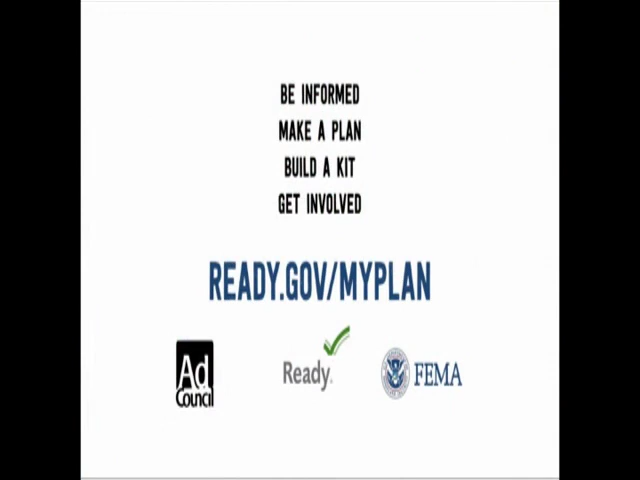 BE INFORMED
MAKE A PLAN
BUILD A KIT
GET INVOLVED
READY.GOV/MYPLAN
Ad Council
Ready.
FEMA